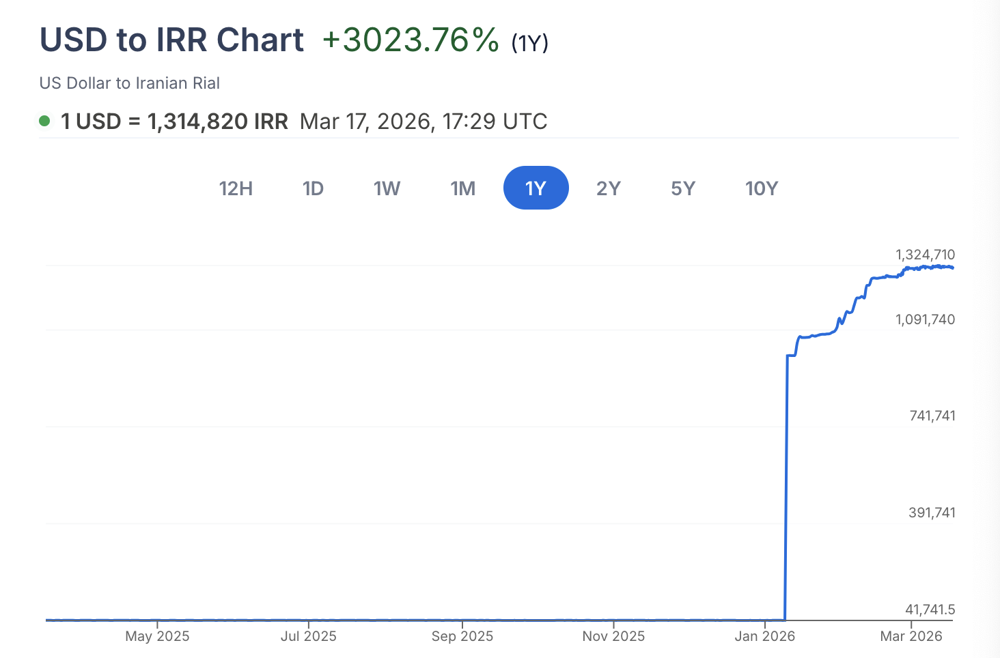 USD to IRR Chart +3023.76% (1Y)
US Dollar to Iranian Rial
1 USD = 1,314,820 IRR Mar 17, 2026, 17:29 UTC
12H 1D 1W 1M 1Y 2Y 5Y 10Y
1,324,710
1,091,740
741,741
391,741
41,741.5
May 2025 Jul 2025 Sep 2025 Nov 2025 Jan 2026 Mar 2026